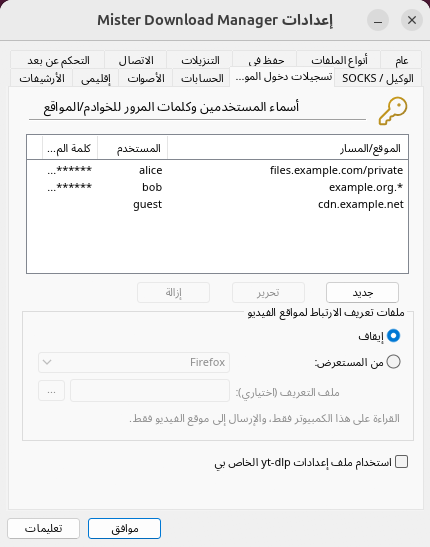 إعدادات Mister Download Manager
عام أنواع الملفات حفظ في التنزيلات الاتصال التحكم عن بعد
الوكيل / SOCKS تسجيلات دخول المو... الحسابات الأصوات إقليمي الأرشيفات
أسماء المستخدمين وكلمات المرور للخوادم/المواقع
الموقع/المسار المستخدم كلمة الم...
files.example.com/private alice ******...
*.example.org bob ******...
cdn.example.net guest
جديد تحرير إزالة
ملفات تعريف الارتباط لمواقع الفيديو
إيقاف
من المستعرض: Firefox
ملف التعريف (اختياري): ...
القراءة على هذا الكمبيوتر فقط، والإرسال إلى موقع الفيديو فقط.
استخدام ملف إعدادات yt-dlp الخاص بي
موافق تعليمات